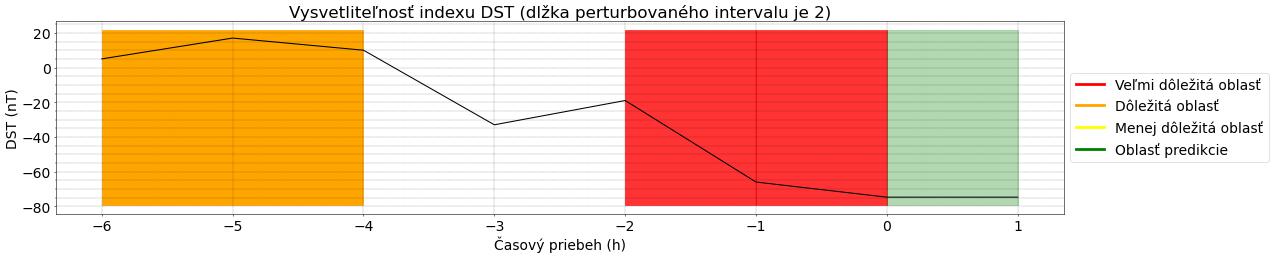 Vysvetliteľnosť indexu DST (dĺžka perturbovaného intervalu je 2)
20
0
−20
−40
−60
−80
DST (nT)
−6 −5 −4 −3 −2 −1 0 1
Časový priebeh (h)
Veľmi dôležitá oblasť
Dôležitá oblasť
Menej dôležitá oblasť
Oblasť predikcie